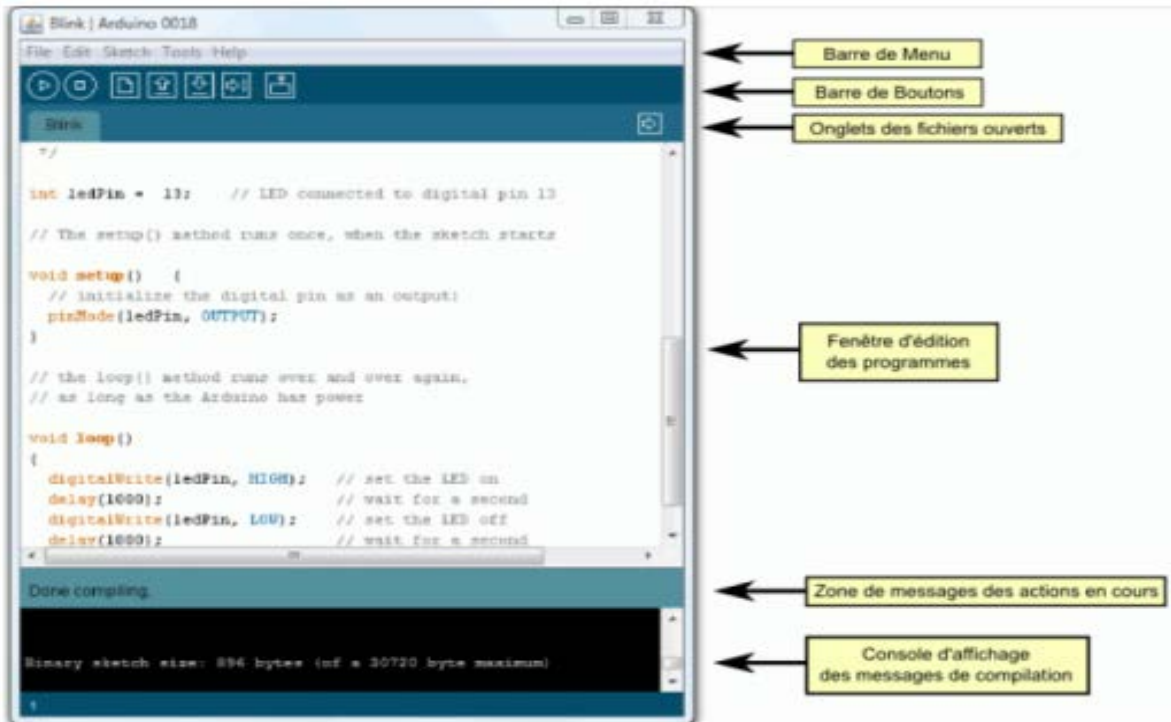 Blink | Arduino 0018
File Edit Sketch Tools Help
Barre de Menu
Barre de Boutons
Blink
Onglets des fichiers ouverts
*/
int ledPin = 13; // LED connected to digital pin 13
// The setup() method runs once, when the sketch starts
void setup() {
// initialize the digital pin as an output:
pinMode(ledPin, OUTPUT);
}
Fenêtre d'édition
des programmes
// the loop() method runs over and over again,
// as long as the Arduino has power
void loop()
{
digitalWrite(ledPin, HIGH); // set the LED on
delay(1000); // wait for a second
digitalWrite(ledPin, LOW); // set the LED off
delay(1000); // wait for a second
Done compiling.
Zone de messages des actions en cours
Binary sketch size: 896 bytes (of a 30720 byte maximum)
Console d'affichage
des messages de compilation
1